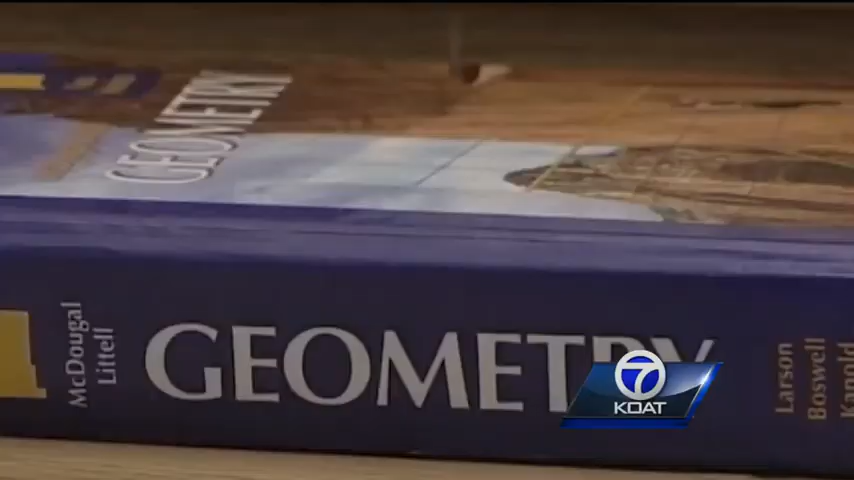 GEOMETRY
McDougal
Littell
GEOMETRY
7
KOAT
Larson
Boswell
Kanold